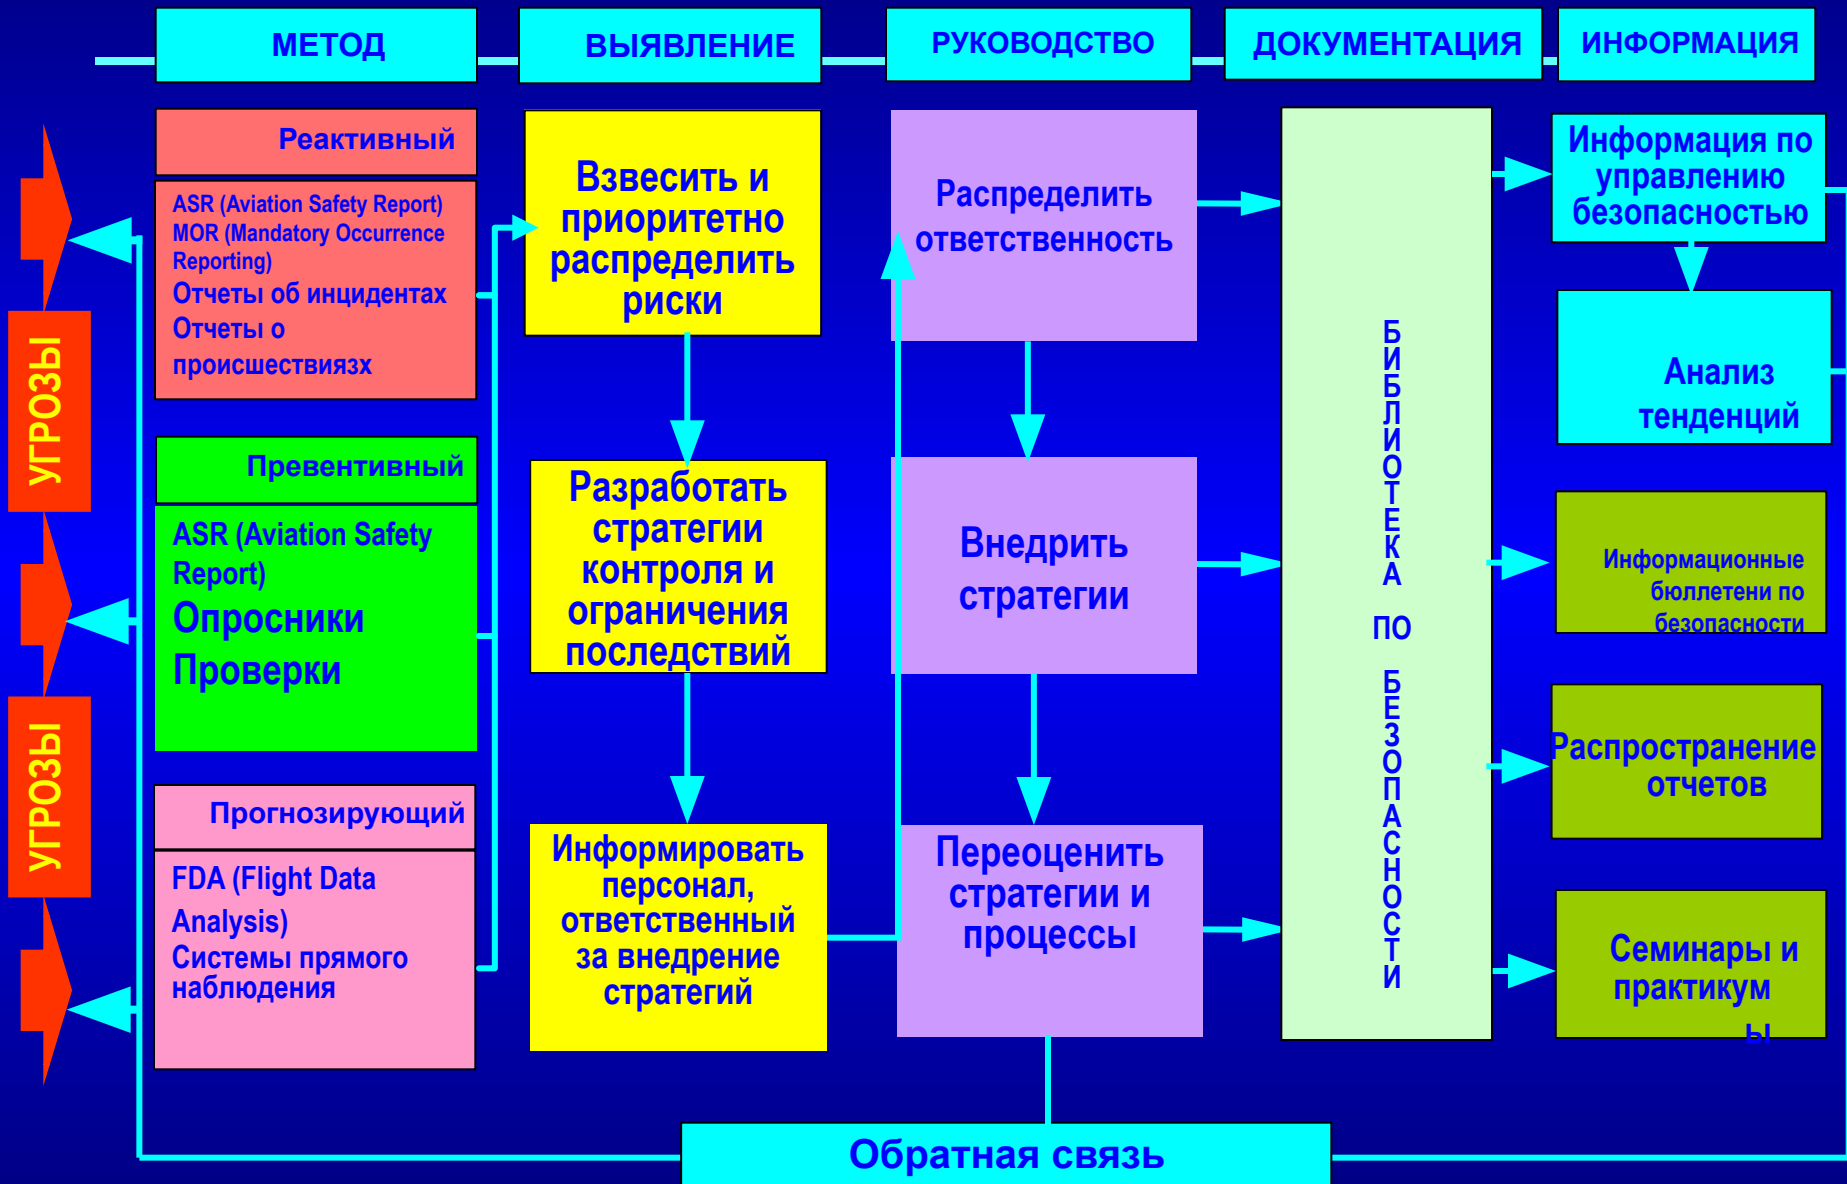 МЕТОД
ВЫЯВЛЕНИЕ
РУКОВОДСТВО
ДОКУМЕНТАЦИЯ
ИНФОРМАЦИЯ
УГРОЗЫ
УГРОЗЫ
Реактивный
ASR (Aviation Safety Report)
MOR (Mandatory Occurrence
Reporting)
Отчеты об инцидентах
Отчеты о
происшествиязх
Превентивный
ASR (Aviation Safety
Report)
Опросники
Проверки
Прогнозирующий
FDA (Flight Data
Analysis)
Системы прямого
наблюдения
Взвесить и
приоритетно
распределить
риски
Разработать
стратегии
контроля и
ограничения
последствий
Информировать
персонал,
ответственный
за внедрение
стратегий
Распределить
ответственность
Внедрить
стратегии
Переоценить
стратегии и
процессы
БИБЛИОТЕКА ПО БЕЗОПАСНОСТИ
Информация по
управлению
безопасностью
Анализ
тенденций
Информационные
бюллетени по
безопасности
Распространение
отчетов
Семинары и
практикум
ы
Обратная связь